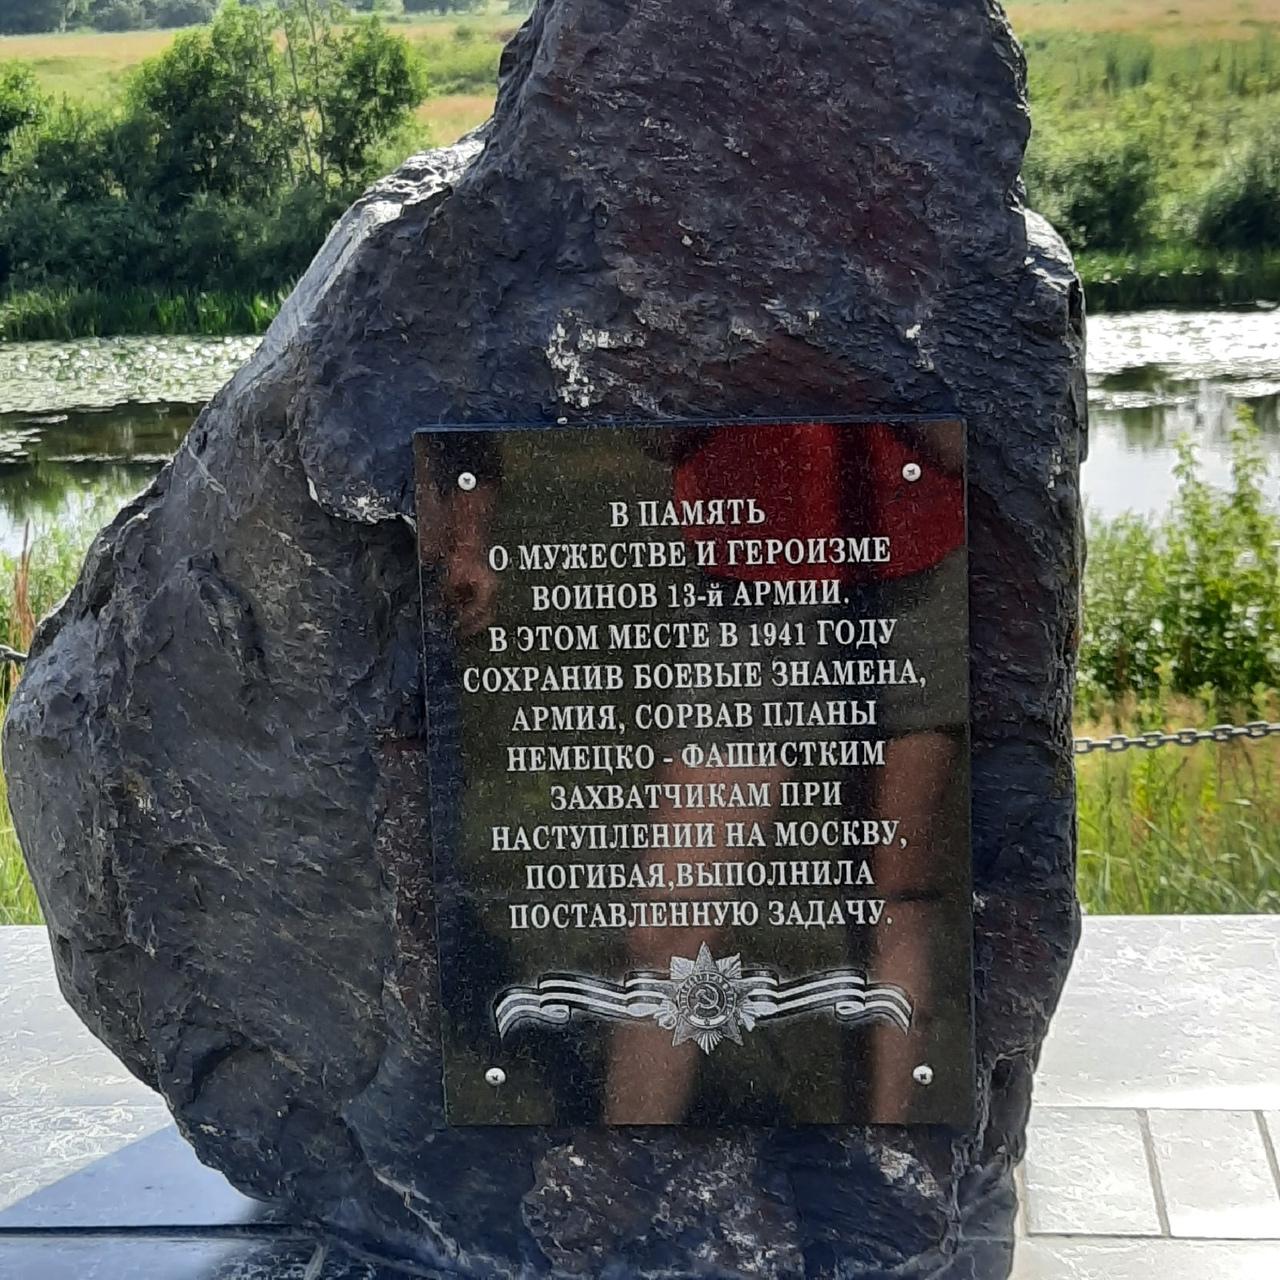 В ПАМЯТЬ
О МУЖЕСТВЕ И ГЕРОИЗМЕ
ВОИНОВ 13-й АРМИИ.
В ЭТОМ МЕСТЕ В 1941 ГОДУ
СОХРАНИВ БОЕВЫЕ ЗНАМЕНА,
АРМИЯ, СОРВАВ ПЛАНЫ
НЕМЕЦКО - ФАШИСТКИМ
ЗАХВАТЧИКАМ ПРИ
НАСТУПЛЕНИИ НА МОСКВУ,
ПОГИБАЯ,ВЫПОЛНИЛА
ПОСТАВЛЕННУЮ ЗАДАЧУ.